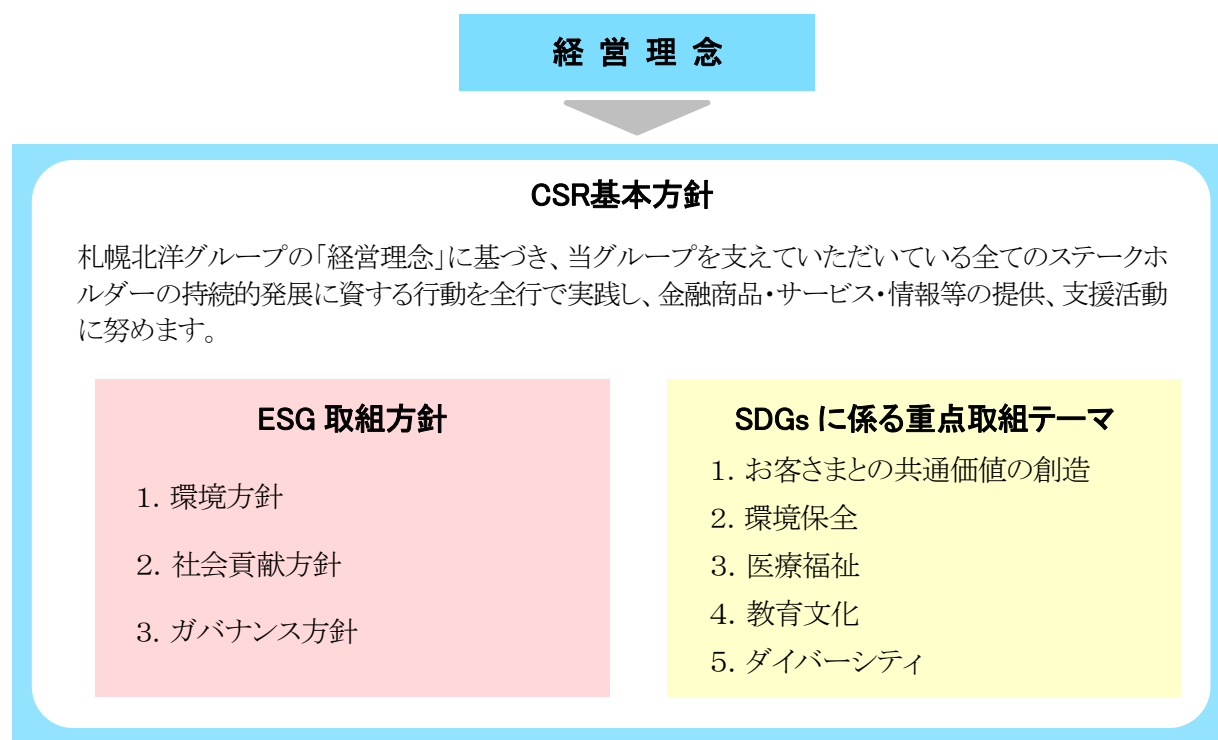 経 営 理 念
CSR基本方針
札幌北洋グループの「経営理念」に基づき、当グループを支えていただいている全てのステークホ
ルダーの持続的発展に資する行動を全行で実践し、金融商品・サービス・情報等の提供、支援活動
に努めます。
ESG 取組方針
1. 環境方針
2. 社会貢献方針
3. ガバナンス方針
SDGs に係る重点取組テーマ
1. お客さまとの共通価値の創造
2. 環境保全
3. 医療福祉
4. 教育文化
5. ダイバーシティ